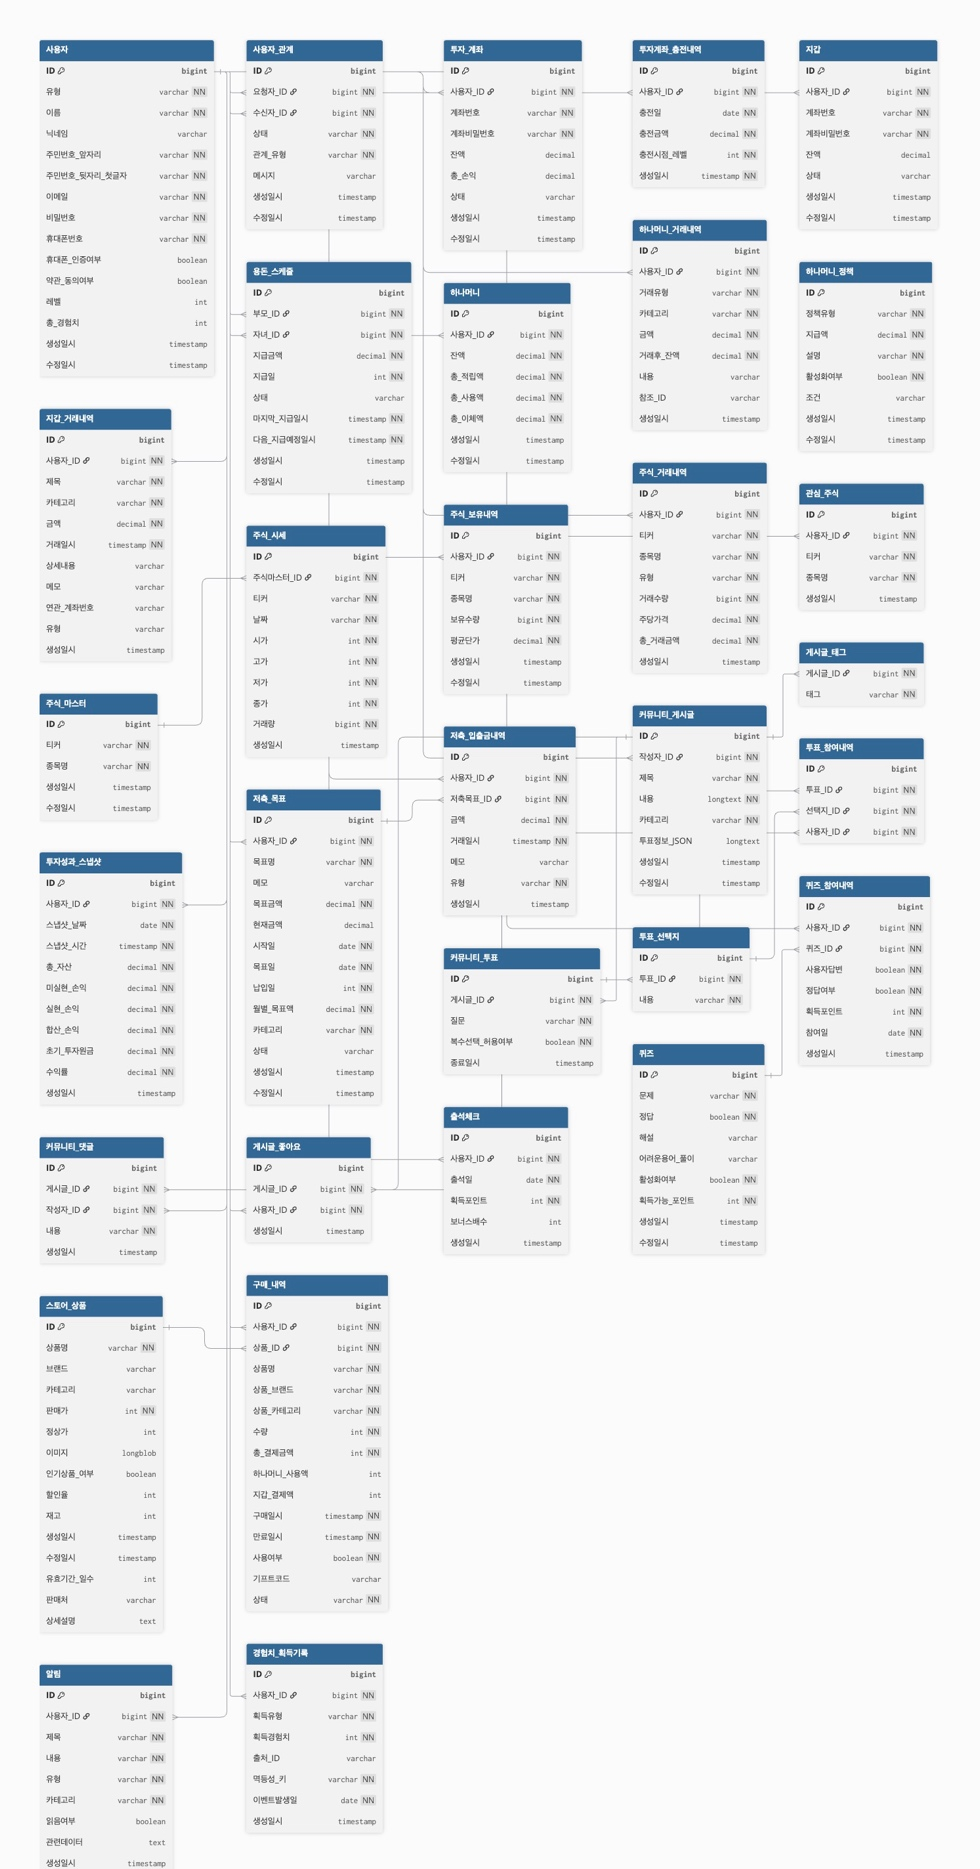 사용자
ID bigint
유형 varchar NN
이름 varchar NN
닉네임 varchar
주민번호_앞자리 varchar NN
주민번호_뒷자리_첫글자 varchar NN
이메일 varchar NN
비밀번호 varchar NN
휴대폰번호 varchar NN
휴대폰_인증여부 boolean
약관_동의여부 boolean
레벨 int
총_경험치 int
생성일시 timestamp
수정일시 timestamp
지갑_거래내역
ID bigint
사용자_ID bigint NN
제목 varchar NN
카테고리 varchar NN
금액 decimal NN
거래일시 timestamp NN
상세내용 varchar
메모 varchar
연관_계좌번호 varchar
유형 varchar
생성일시 timestamp
주식_마스터
ID bigint
티커 varchar NN
종목명 varchar NN
생성일시 timestamp
수정일시 timestamp
투자성과_스냅샷
ID bigint
사용자_ID bigint NN
스냅샷_날짜 date NN
스냅샷_시간 timestamp NN
총_자산 decimal NN
미실현_손익 decimal NN
실현_손익 decimal NN
합산_손익 decimal NN
초기_투자원금 decimal NN
수익률 decimal NN
생성일시 timestamp
커뮤니티_댓글
ID bigint
게시글_ID bigint NN
작성자_ID bigint NN
내용 varchar NN
생성일시 timestamp
스토어_상품
ID bigint
상품명 varchar NN
브랜드 varchar
카테고리 varchar
판매가 int NN
정상가 int
이미지 longblob
인기상품_여부 boolean
할인율 int
재고 int
생성일시 timestamp
수정일시 timestamp
유효기간_일수 int
판매처 varchar
상세설명 text
알림
ID bigint
사용자_ID bigint NN
제목 varchar NN
내용 varchar NN
유형 varchar NN
카테고리 varchar NN
읽음여부 boolean
관련데이터 text
생성일시 timestamp
사용자_관계
ID bigint
요청자_ID bigint NN
수신자_ID bigint NN
상태 varchar NN
관계_유형 varchar NN
메시지 varchar
생성일시 timestamp
수정일시 timestamp
용돈_스케줄
ID bigint
부모_ID bigint NN
자녀_ID bigint NN
지급금액 decimal NN
지급일 int NN
상태 varchar
마지막_지급일시 timestamp NN
다음_지급예정일시 timestamp NN
생성일시 timestamp
수정일시 timestamp
주식_시세
ID bigint
주식마스터_ID bigint NN
티커 varchar NN
날짜 varchar NN
시가 int NN
고가 int NN
저가 int NN
종가 int NN
거래량 bigint NN
생성일시 timestamp
저축_목표
ID bigint
사용자_ID bigint NN
목표명 varchar NN
메모 varchar
목표금액 decimal NN
현재금액 decimal
시작일 date NN
목표일 date NN
납입일 int NN
월별_목표액 decimal NN
카테고리 varchar NN
상태 varchar
생성일시 timestamp
수정일시 timestamp
게시글_좋아요
ID bigint
게시글_ID bigint NN
사용자_ID bigint NN
생성일시 timestamp
구매_내역
ID bigint
사용자_ID bigint NN
상품_ID bigint NN
상품명 varchar NN
상품_브랜드 varchar NN
상품_카테고리 varchar NN
수량 int NN
총_결제금액 int NN
하나머니_사용액 int
지갑_결제액 int
구매일시 timestamp NN
만료일시 timestamp NN
사용여부 boolean NN
기프트코드 varchar
상태 varchar NN
경험치_획득기록
ID bigint
사용자_ID bigint NN
획득유형 varchar NN
획득경험치 int NN
출처_ID varchar
멱등성_키 varchar NN
이벤트발생일 date NN
생성일시 timestamp
투자_계좌
ID bigint
사용자_ID bigint NN
계좌번호 varchar NN
계좌비밀번호 varchar NN
잔액 decimal
총_손익 decimal
상태 varchar
생성일시 timestamp
수정일시 timestamp
하나머니
ID bigint
사용자_ID bigint NN
잔액 decimal NN
총_적립액 decimal NN
총_사용액 decimal NN
총_이체액 decimal NN
생성일시 timestamp
수정일시 timestamp
주식_보유내역
ID bigint
사용자_ID bigint NN
티커 varchar NN
종목명 varchar NN
보유수량 bigint NN
평균단가 decimal NN
생성일시 timestamp
수정일시 timestamp
저축_입출금내역
ID bigint
사용자_ID bigint NN
저축목표_ID bigint NN
금액 decimal NN
거래일시 timestamp NN
메모 varchar
유형 varchar NN
생성일시 timestamp
커뮤니티_투표
ID bigint
게시글_ID bigint NN
질문 varchar NN
복수선택_허용여부 boolean NN
종료일시 timestamp
출석체크
ID bigint
사용자_ID bigint NN
출석일 date NN
획득포인트 int NN
보너스배수 int
생성일시 timestamp
투자계좌_충전내역
ID bigint
사용자_ID bigint NN
충전일 date NN
충전금액 decimal NN
충전시점_레벨 int NN
생성일시 timestamp NN
하나머니_거래내역
ID bigint
사용자_ID bigint NN
거래유형 varchar NN
카테고리 varchar NN
금액 decimal NN
거래후_잔액 decimal NN
내용 varchar
참조_ID varchar
생성일시 timestamp
주식_거래내역
ID bigint
사용자_ID bigint NN
티커 varchar NN
종목명 varchar NN
유형 varchar NN
거래수량 bigint NN
주당가격 decimal NN
총_거래금액 decimal NN
생성일시 timestamp
커뮤니티_게시글
ID bigint
작성자_ID bigint NN
제목 varchar NN
내용 longtext NN
카테고리 varchar NN
투표정보_JSON longtext
생성일시 timestamp
수정일시 timestamp
투표_선택지
ID bigint
투표_ID bigint NN
내용 varchar NN
퀴즈
ID bigint
문제 varchar NN
정답 boolean NN
해설 varchar
어려운용어_풀이 varchar
활성화여부 boolean NN
획득가능_포인트 int NN
생성일시 timestamp
수정일시 timestamp
지갑
ID bigint
사용자_ID bigint NN
계좌번호 varchar NN
계좌비밀번호 varchar NN
잔액 decimal
상태 varchar
생성일시 timestamp
수정일시 timestamp
하나머니_정책
ID bigint
정책유형 varchar NN
지급액 decimal NN
설명 varchar NN
활성화여부 boolean NN
조건 varchar
생성일시 timestamp
수정일시 timestamp
관심_주식
ID bigint
사용자_ID bigint NN
티커 varchar NN
종목명 varchar NN
생성일시 timestamp
게시글_태그
게시글_ID bigint NN
태그 varchar NN
투표_참여내역
ID bigint
투표_ID bigint NN
선택지_ID bigint NN
사용자_ID bigint NN
퀴즈_참여내역
ID bigint
사용자_ID bigint NN
퀴즈_ID bigint NN
사용자답변 boolean NN
정답여부 boolean NN
획득포인트 int NN
참여일 date NN
생성일시 timestamp